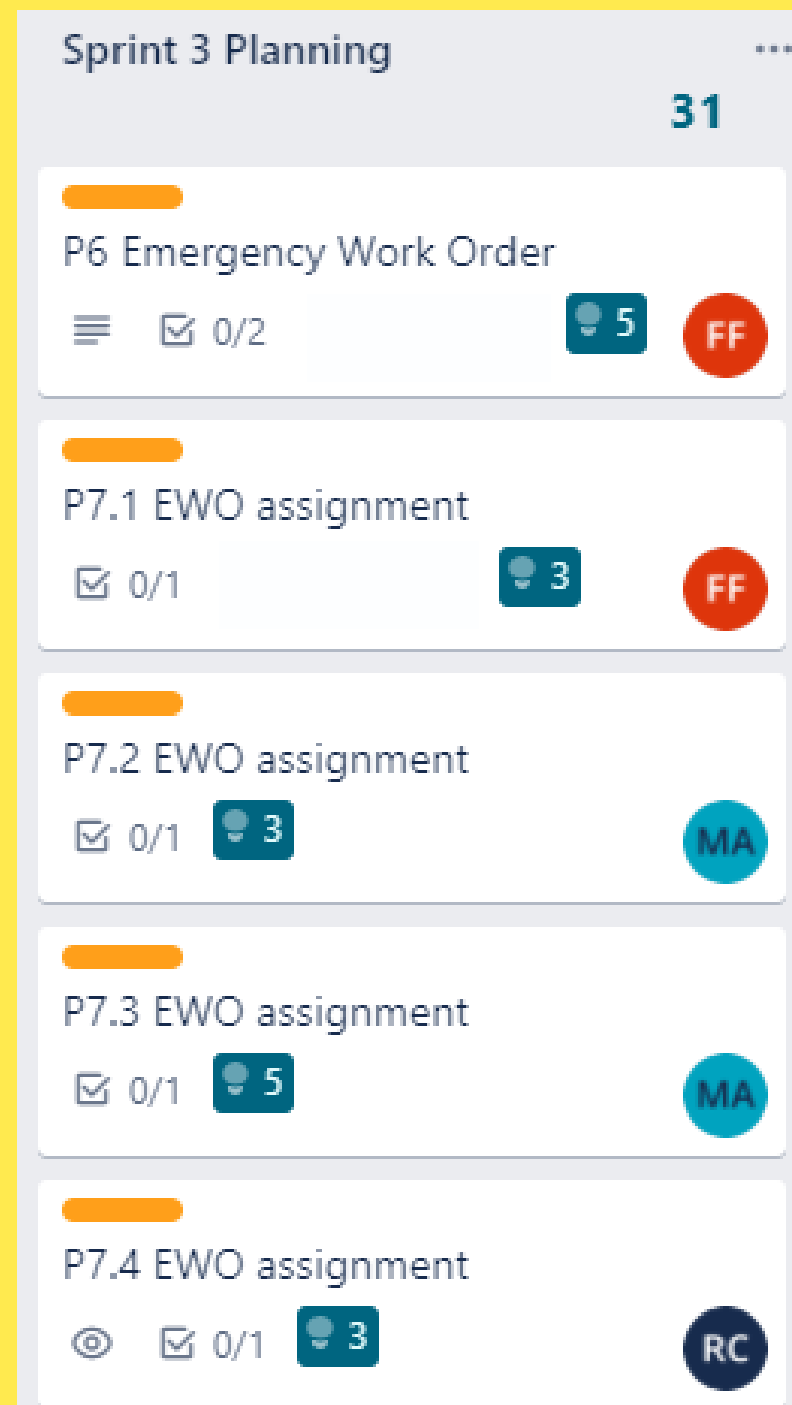 Sprint 3 Planning
31
P6 Emergency Work Order
0/2 5 FF
P7.1 EWO assignment
0/1 3 FF
P7.2 EWO assignment
0/1 3 MA
P7.3 EWO assignment
0/1 5 MA
P7.4 EWO assignment
0/1 3 RC